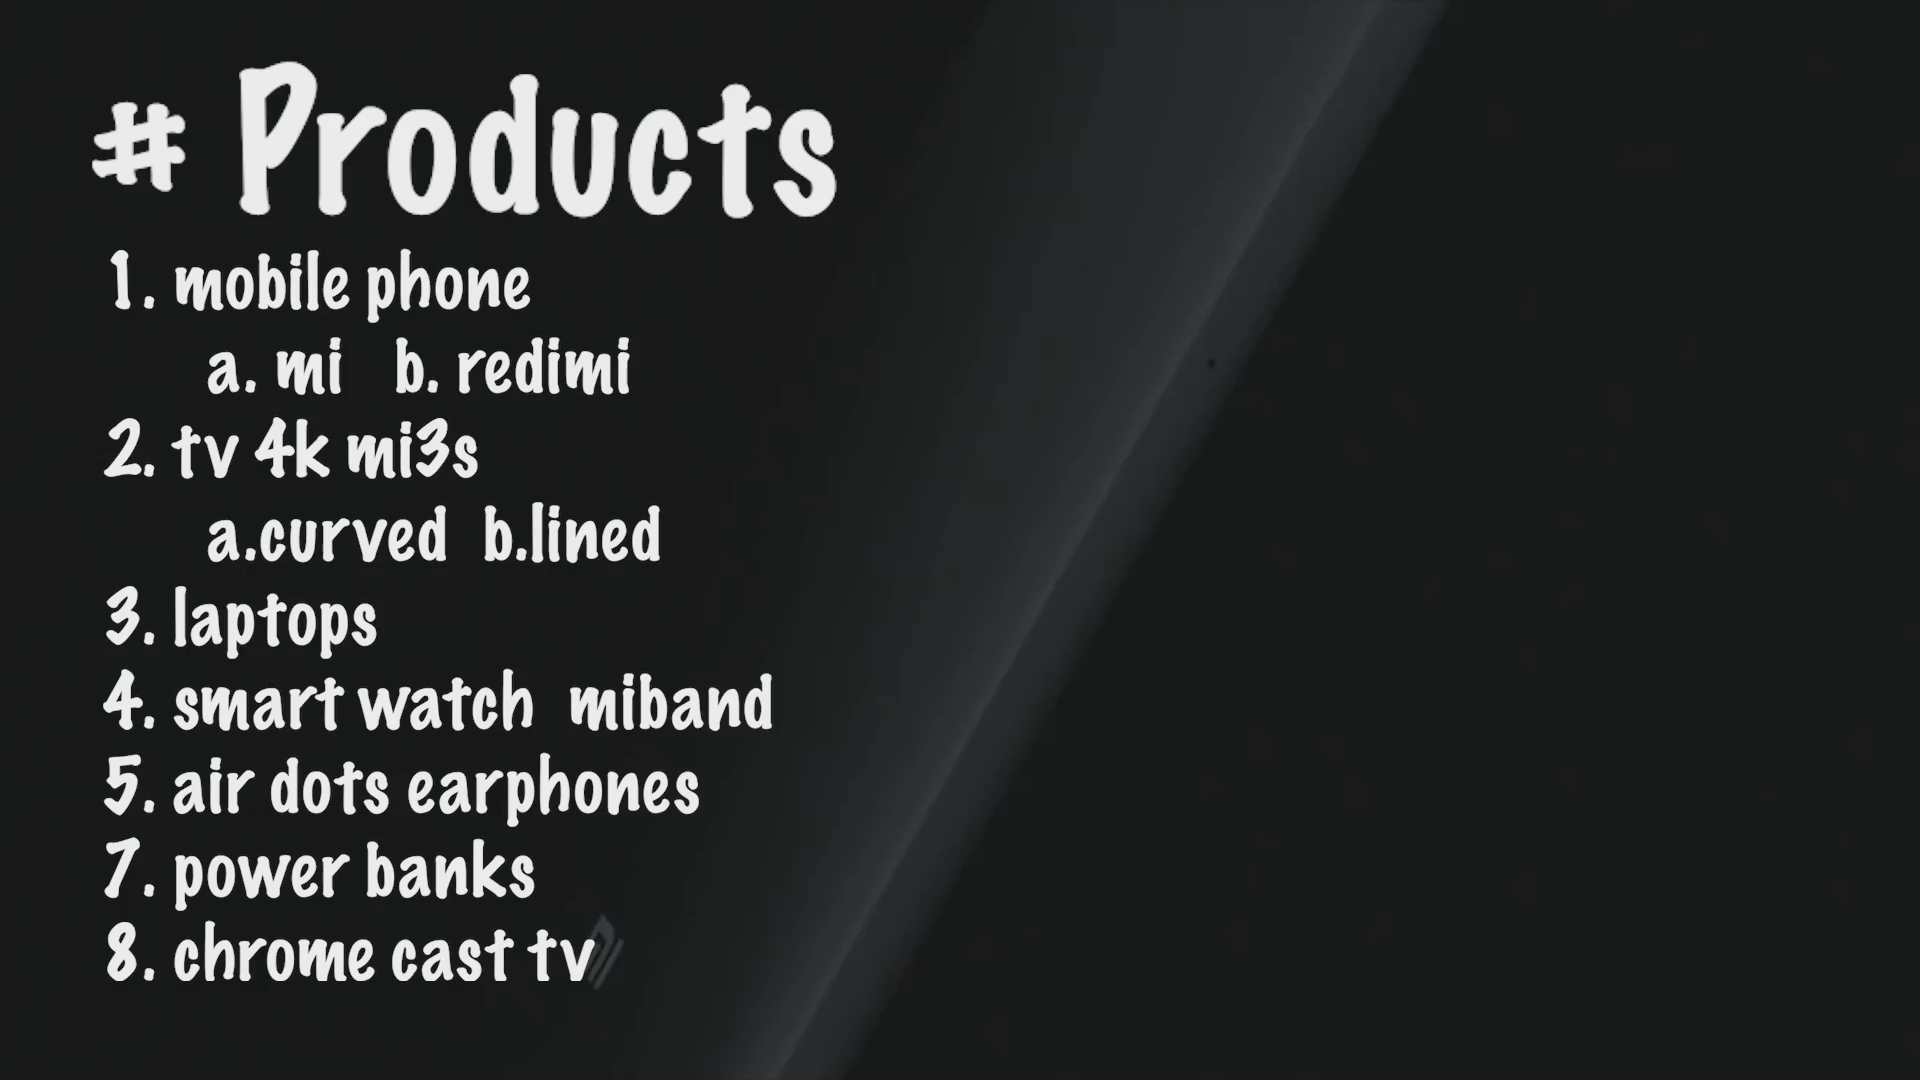 # Products
1. mobile phone
a. mi b. redimi
2. tv 4k mi3s
a.curved b.lined
3. laptops
4. smart watch miband
5. air dots earphones
7. power banks
8. chrome cast tv